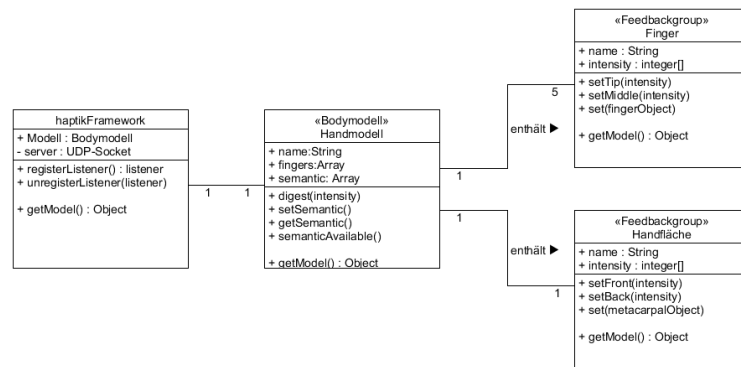 haptikFramework
+ Modell : Bodymodell
- server : UDP-Socket
+ registerListener() : listener
+ unregisterListener(listener)
+ getModel() : Object
1
1
«Bodymodell»
Handmodell
+ name:String
+ fingers:Array
+ semantic: Array
+ digest(intensity)
+ setSemantic()
+ getSemantic()
+ semanticAvailable()
+ getModel() : Object
1
5
enthält ▶
1
1
enthält ▶
«Feedbackgroup»
Finger
+ name : String
+ intensity : integer[]
+ setTip(intensity)
+ setMiddle(intensity)
+ set(fingerObject)
+ getModel() : Object
«Feedbackgroup»
Handfläche
+ name : String
+ intensity : integer[]
+ setFront(intensity)
+ setBack(intensity)
+ set(metacarpalObject)
+ getModel() : Object